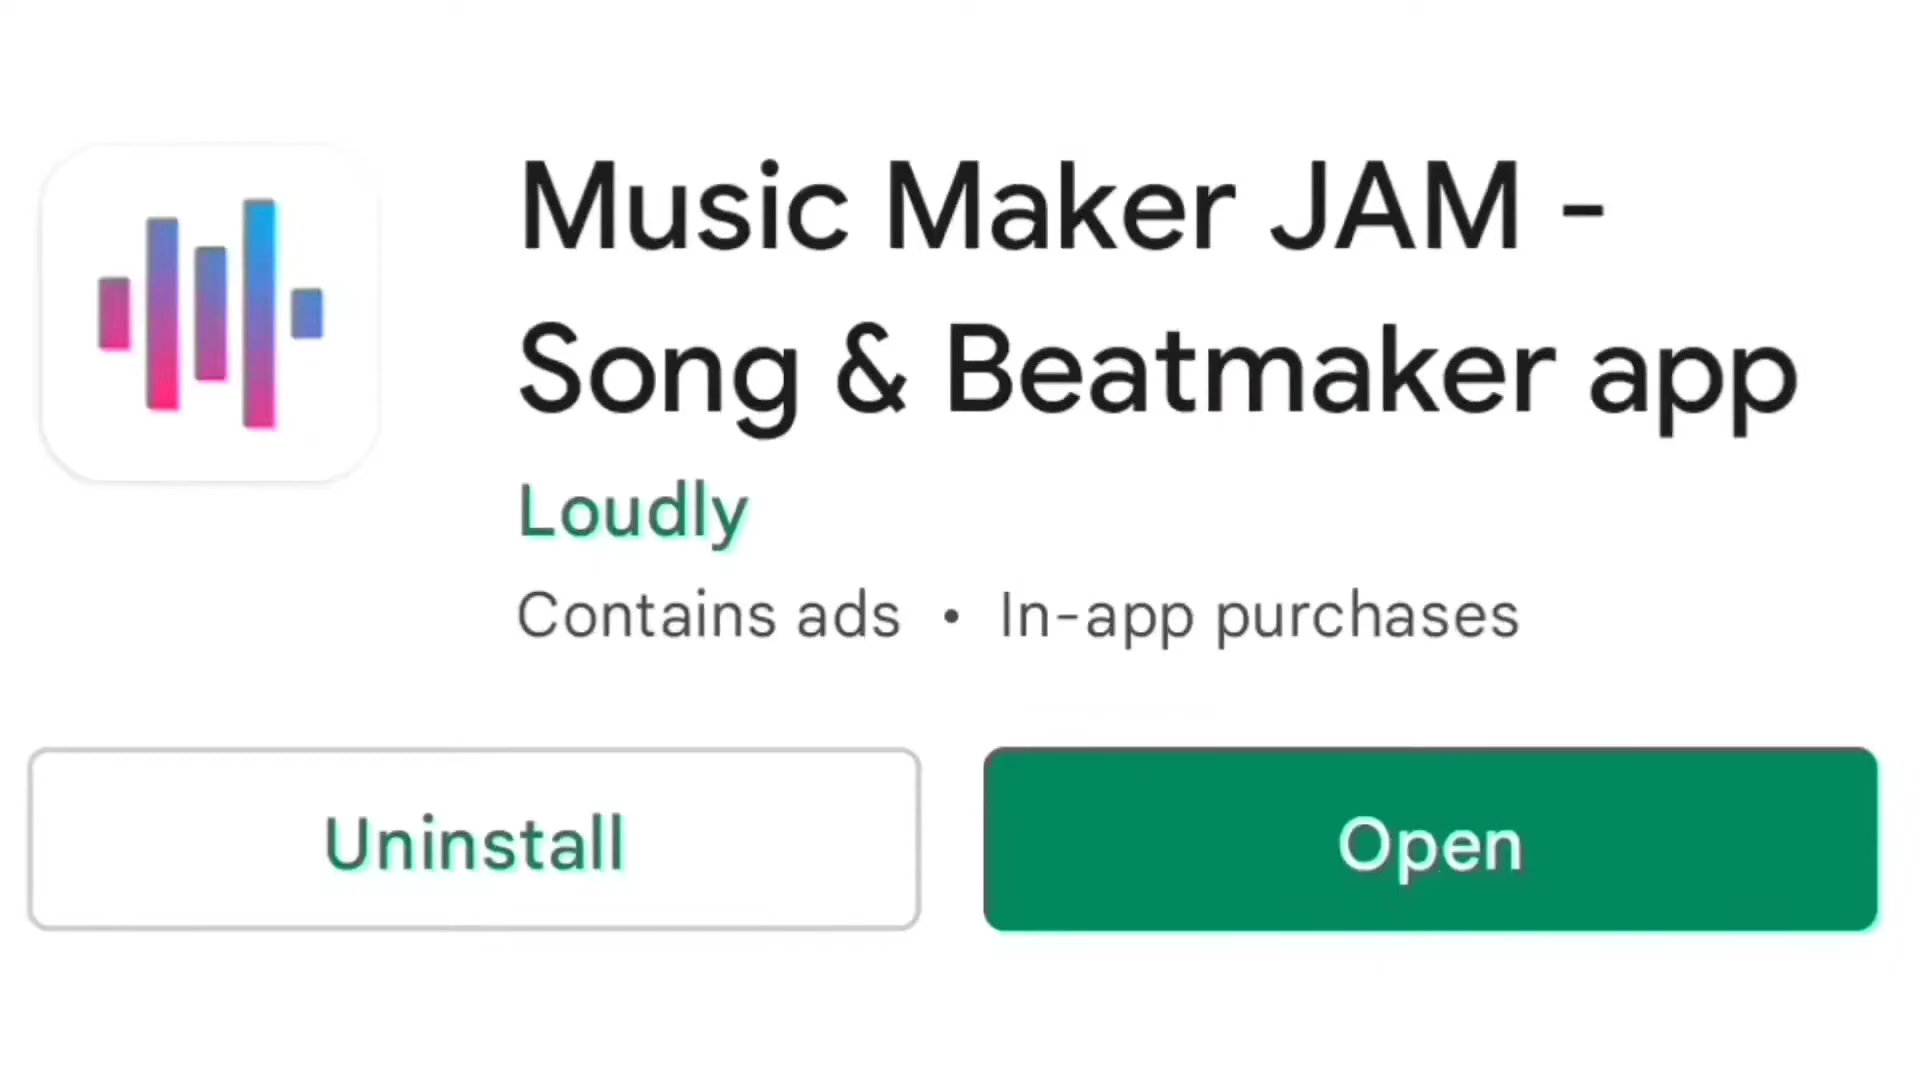 Music Maker JAM -
Song & Beatmaker app
Loudly
Contains ads • In-app purchases
Uninstall
Open